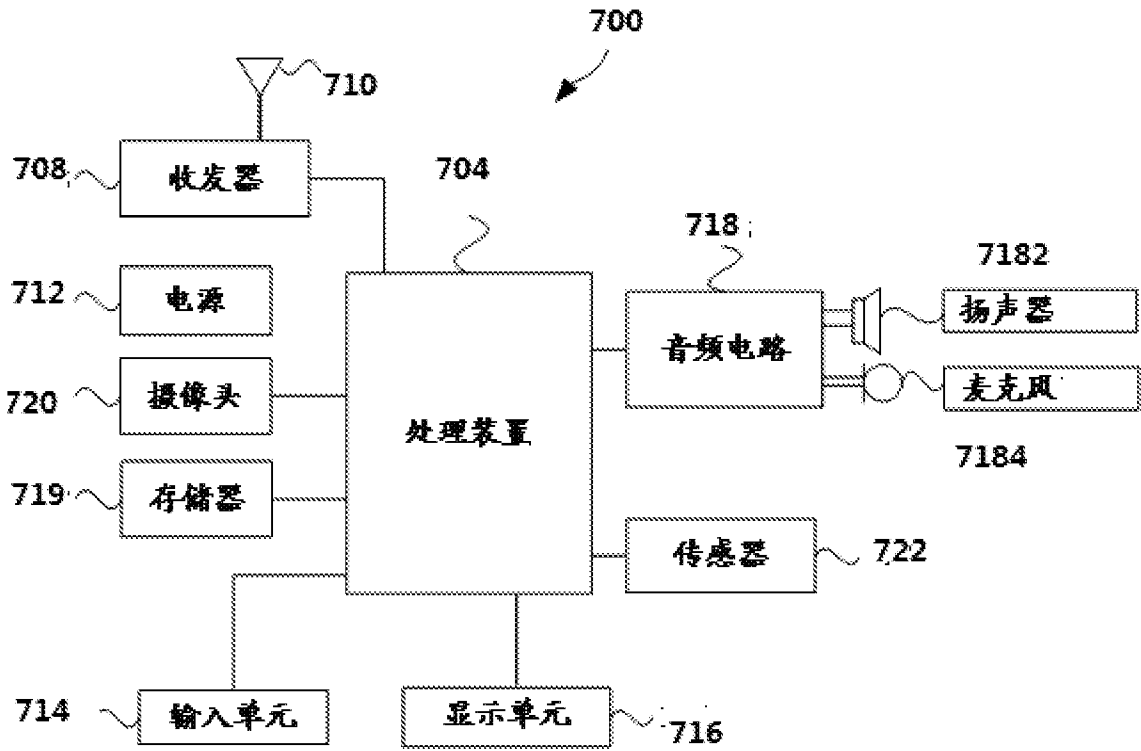 700
710
708
收发器
704
718
7182
712
电源
音频电路
扬声器
720
摄像头
麦克风
处理装置
7184
719
存储器
传感器
722
714
输入单元
显示单元
716